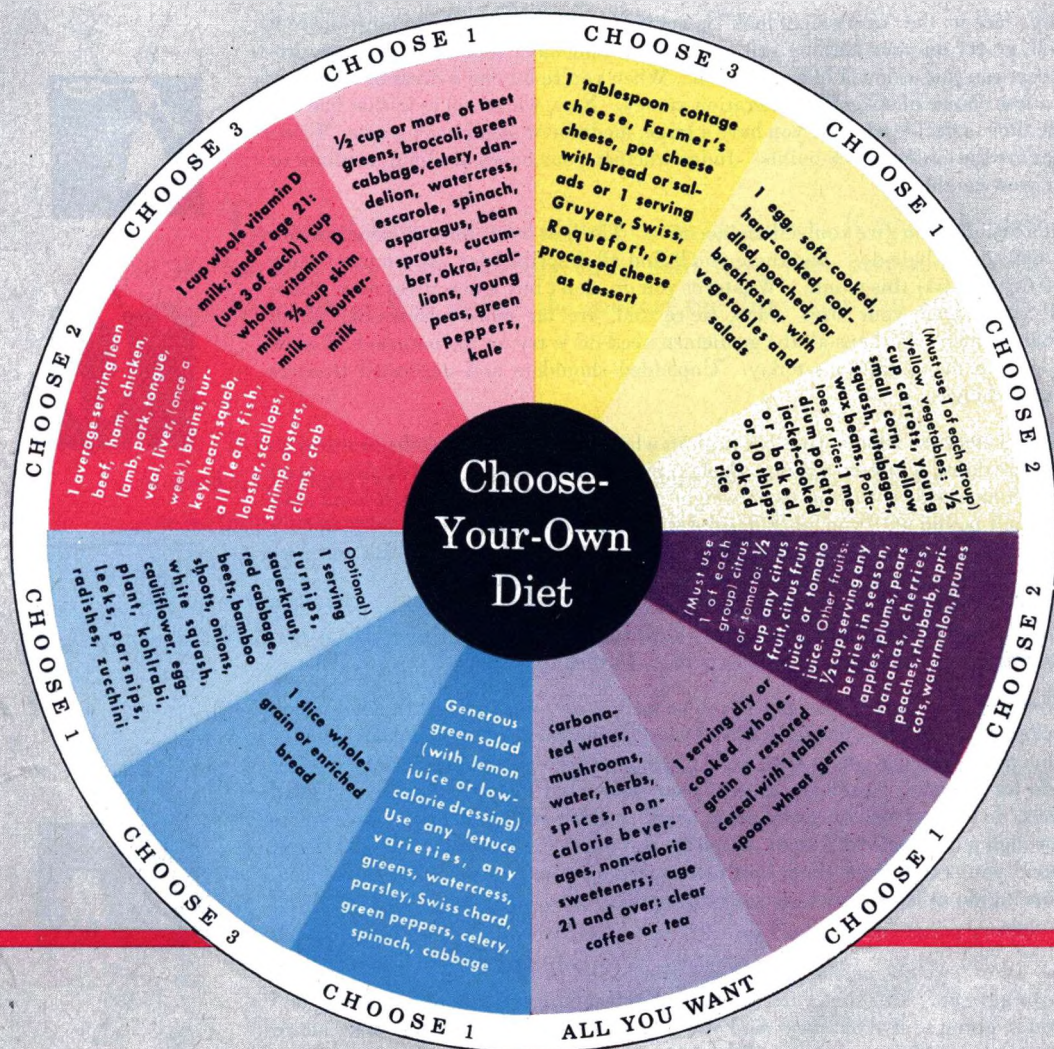 Choose-
Your-Own
Diet
CHOOSE 3
1 tablespoon cottage
cheese, Farmer's
cheese, pot cheese
with bread or sal-
ads or 1 serving
Gruyere, Swiss,
Roquefort, or
processed cheese
as dessert
CHOOSE 1
1 egg, soft-cooked,
hard-cooked, cod-
dled, poached, for
breakfast or with
vegetables and
salads
CHOOSE 2
(Must use 1 of each group)
yellow vegetables: ½
cup carrots, young
small corn, yellow
squash, rutabagas,
wax beans. Pota-
toes or rice: 1 me-
dium potato,
jacket-cooked
or baked,
or 10 tblsps.
cooked
rice
CHOOSE 2
(Must use
1 of each
group) citrus
or tomato: ½
cup any citrus
fruit, citrus fruit
juice or tomato
juice. Other fruits:
½ cup serving any
berries in season,
apples, plums, pears
bananas, cherries,
peaches, rhubarb, apri-
cots, watermelon, prunes
CHOOSE 1
1 serving dry or
cooked whole-
grain or restored
cereal with 1 table-
spoon wheat germ
ALL YOU WANT
carbona-
ted water,
mushrooms,
water, herbs,
spices, non-
calorie bever-
ages, non-calorie
sweeteners; age
21 and over: clear
coffee or tea
CHOOSE 1
Generous
green salad
(with lemon
juice or low-
calorie dressing)
Use any lettuce
varieties, any
greens, watercress,
parsley, Swiss chard,
green peppers, celery,
spinach, cabbage
CHOOSE 3
1 slice whole-
grain or enriched
bread
CHOOSE 1
Optional)
1 serving
turnips,
sauerkraut,
red cabbage,
beets, bamboo
shoots, onions,
white squash,
cauliflower, egg-
plant, kohlrabi,
leeks, parsnips,
radishes, zucchini
CHOOSE 2
1 average serving lean
beef, ham, chicken,
lamb, pork, tongue,
veal, liver, (once a
week), brains, tur-
key, heart, squab,
all lean fish,
lobster, scallops,
shrimp, oysters,
clams, crab
CHOOSE 3
1 cup whole vitamin D
milk; under age 21:
(use 3 of each) 1 cup
whole vitamin D
milk, ⅔ cup skim
milk or butter-
milk
CHOOSE 1
½ cup or more of beet
greens, broccoli, green
cabbage, celery, dan-
delion, watercress,
escarole, spinach,
asparagus, bean
sprouts, cucum-
ber, okra, scal-
lions, young
peas, green
peppers,
kale